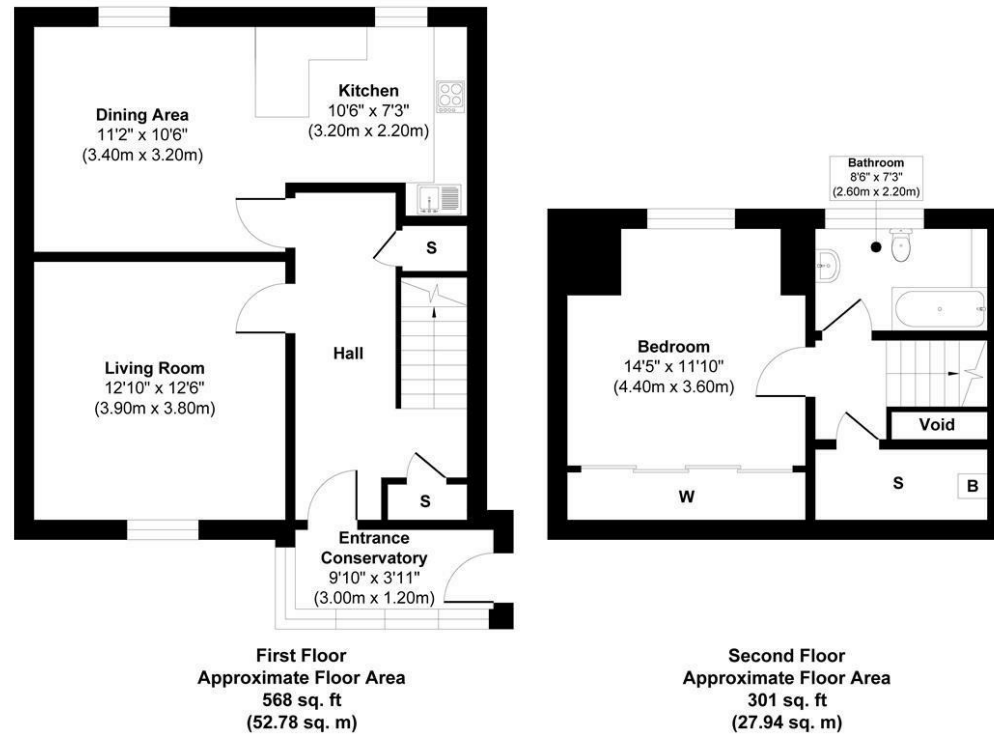 Dining Area
11'2" x 10'6"
(3.40m x 3.20m)
Kitchen
10'6" x 7'3"
(3.20m x 2.20m)
S
Hall
Living Room
12'10" x 12'6"
(3.90m x 3.80m)
S
Entrance
Conservatory
9'10" x 3'11"
(3.00m x 1.20m)
First Floor
Approximate Floor Area
568 sq. ft
(52.78 sq. m)
Bathroom
8'6" x 7'3"
(2.60m x 2.20m)
Bedroom
14'5" x 11'10"
(4.40m x 3.60m)
Void
S
B
W
Second Floor
Approximate Floor Area
301 sq. ft
(27.94 sq. m)